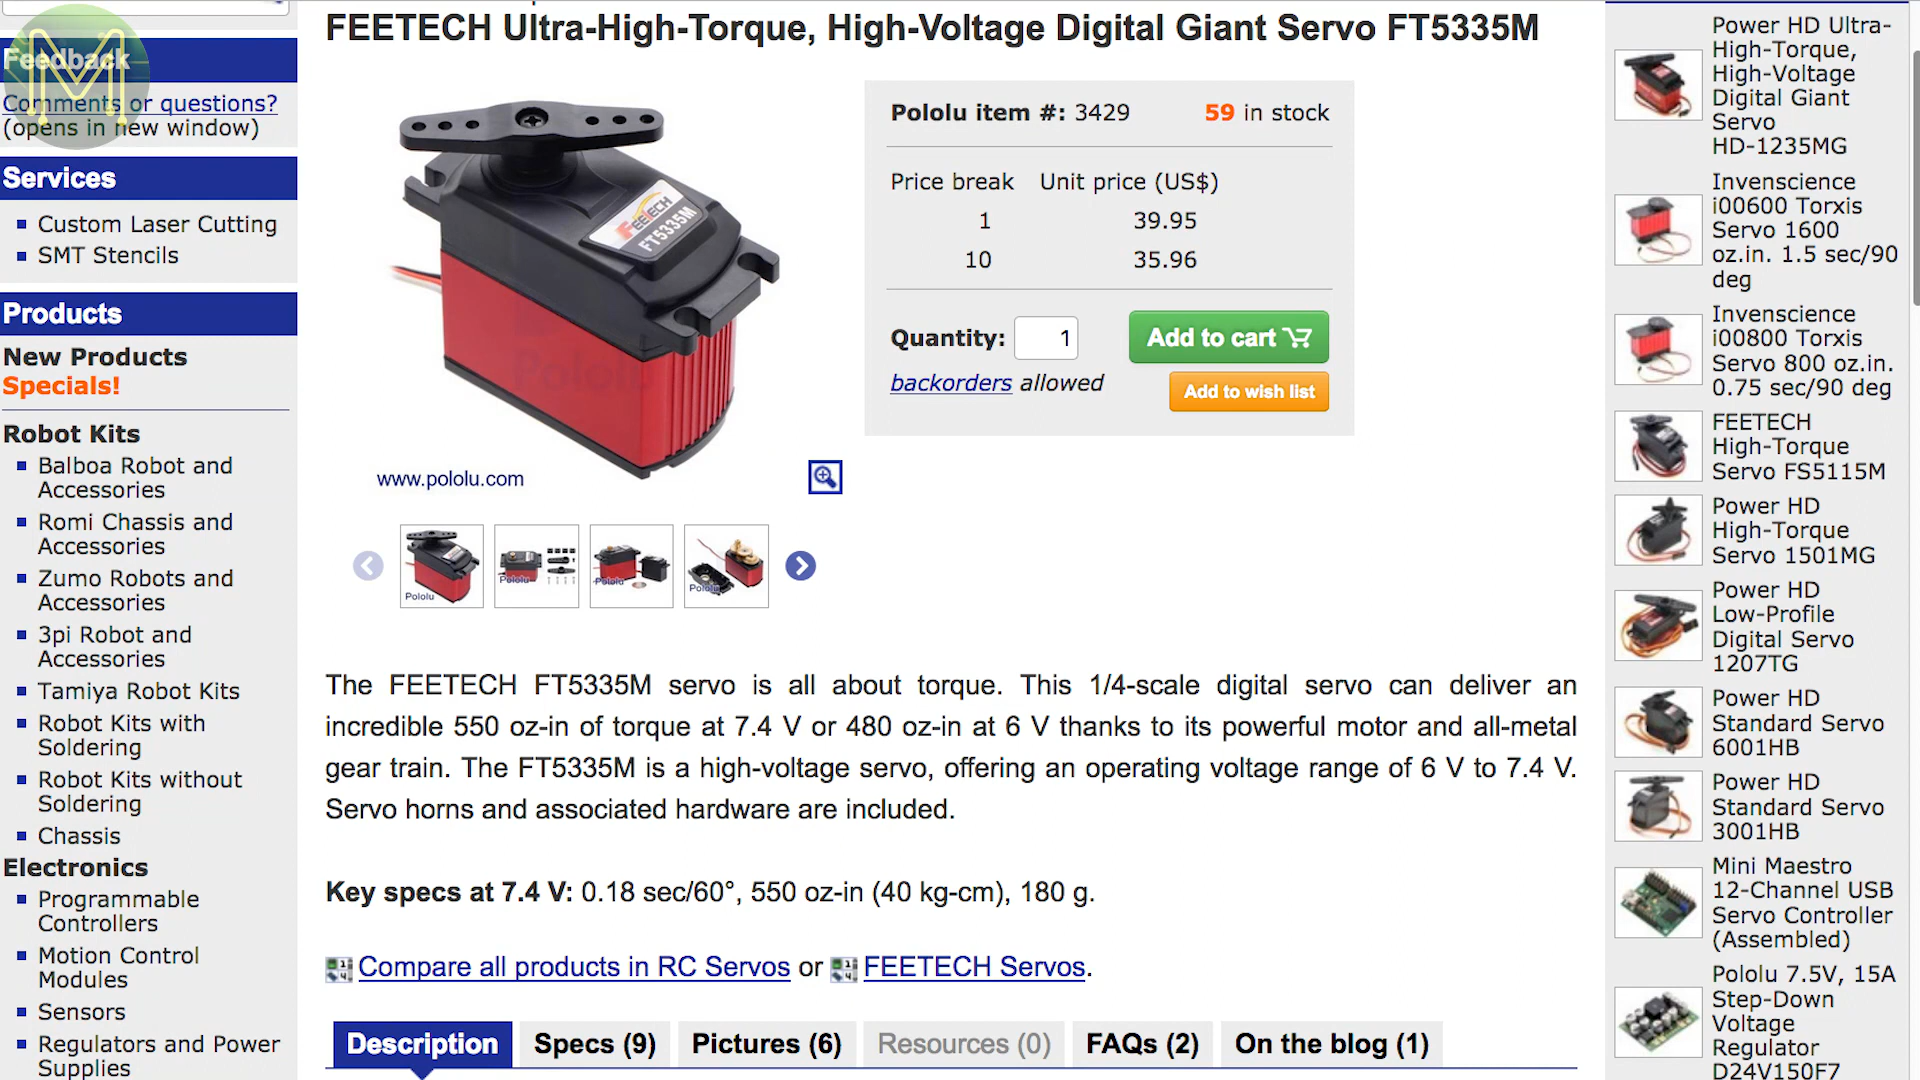 FEETECH Ultra-High-Torque, High-Voltage Digital Giant Servo FT5335M
Feedback
Comments or questions?
(opens in new window)
Services
Custom Laser Cutting
SMT Stencils
Products
New Products
Specials!
Robot Kits
Balboa Robot and
Accessories
Romi Chassis and
Accessories
Zumo Robots and
Accessories
3pi Robot and
Accessories
Tamiya Robot Kits
Robot Kits with
Soldering
Robot Kits without
Soldering
Chassis
Electronics
Programmable
Controllers
Motion Control
Modules
Sensors
Regulators and Power
Supplies
FEETECH
FT5335M
Pololu
www.pololu.com
Pololu
Pololu
Pololu
Pololu
Pololu item #: 3429 59 in stock
Price break Unit price (US$)
1 39.95
10 35.96
Quantity: 1 Add to cart
backorders allowed Add to wish list
The FEETECH FT5335M servo is all about torque. This 1/4-scale digital servo can deliver an
incredible 550 oz-in of torque at 7.4 V or 480 oz-in at 6 V thanks to its powerful motor and all-metal
gear train. The FT5335M is a high-voltage servo, offering an operating voltage range of 6 V to 7.4 V.
Servo horns and associated hardware are included.
Key specs at 7.4 V: 0.18 sec/60°, 550 oz-in (40 kg-cm), 180 g.
Compare all products in RC Servos or FEETECH Servos.
Description Specs (9) Pictures (6) Resources (0) FAQs (2) On the blog (1)
Power HD Ultra-
High-Torque,
High-Voltage
Digital Giant
Servo
HD-1235MG
Invenscience
i00600 Torxis
Servo 1600
oz.in. 1.5 sec/90
deg
Invenscience
i00800 Torxis
Servo 800 oz.in.
0.75 sec/90 deg
FEETECH
High-Torque
Servo FS5115M
Power HD
High-Torque
Servo 1501MG
Power HD
Low-Profile
Digital Servo
1207TG
Power HD
Standard Servo
6001HB
Power HD
Standard Servo
3001HB
Mini Maestro
12-Channel USB
Servo Controller
(Assembled)
Pololu 7.5V, 15A
Step-Down
Voltage
Regulator
D24V150F7